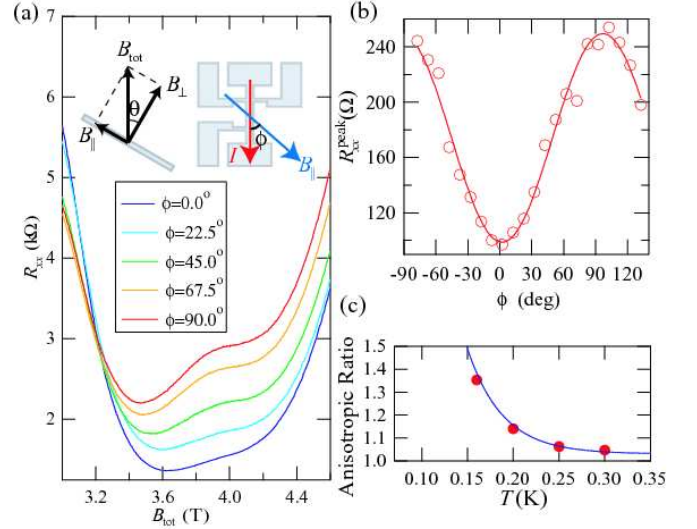 (a)
7
6
5
4
3
2
R_xx (kΩ)
B_tot
B_⊥
θ
B_∥
I
ϕ
B_∥
ϕ=0.0°
ϕ=22.5°
ϕ=45.0°
ϕ=67.5°
ϕ=90.0°
3.2 3.6 4.0 4.4
B_tot (T)
(b)
240
200
160
120
R_xx^peak(Ω)
-90 -60 -30 0 30 60 90 120
ϕ (deg)
(c)
1.5
1.4
1.3
1.2
1.1
1.0
Anisotropic Ratio
0.10 0.15 0.20 0.25 0.30 0.35
T(K)